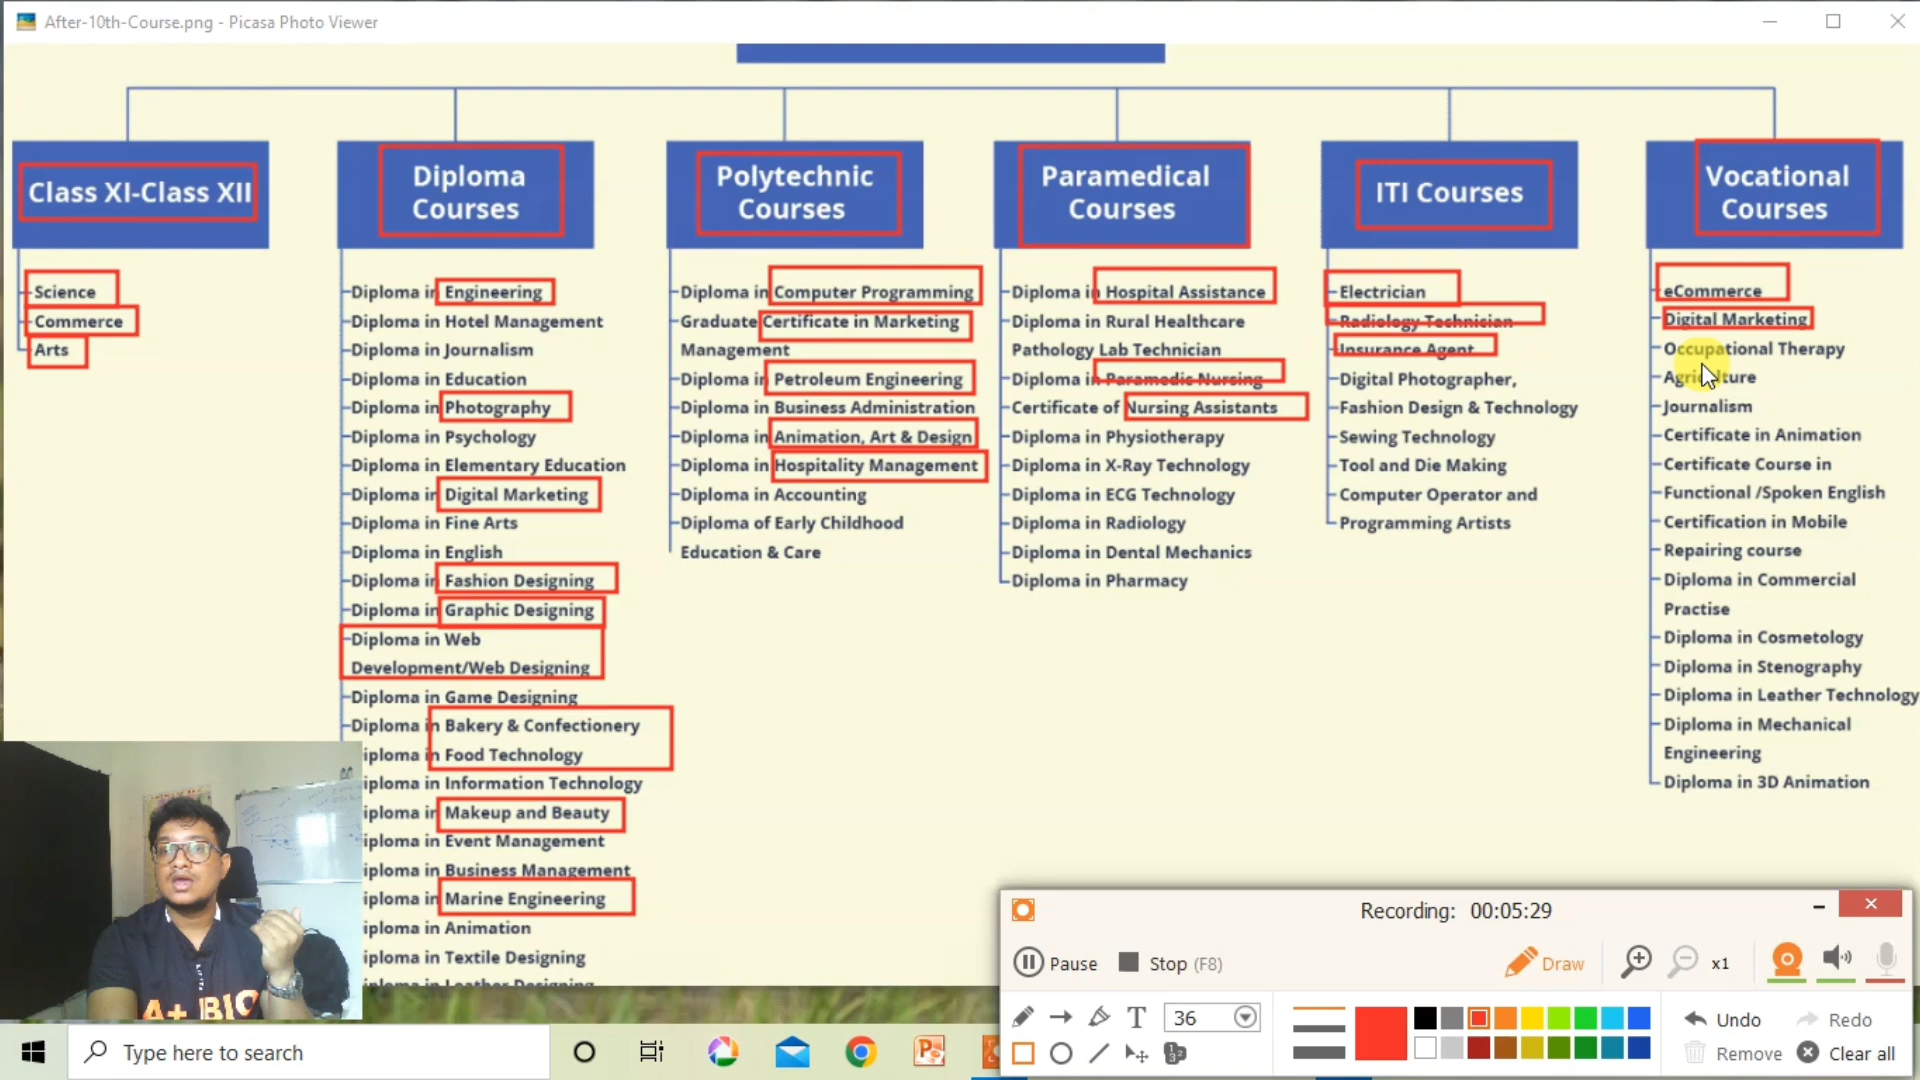 After-10th-Course.png - Picasa Photo Viewer
Class XI-Class XII
Science
Commerce
Arts
Diploma
Courses
Diploma in Engineering
Diploma in Hotel Management
Diploma in Journalism
Diploma in Education
Diploma in Photography
Diploma in Psychology
Diploma in Elementary Education
Diploma in Digital Marketing
Diploma in Fine Arts
Diploma in English
Diploma in Fashion Designing
Diploma in Graphic Designing
Diploma in Web
Development/Web Designing
Diploma in Game Designing
Diploma in Bakery & Confectionery
iploma in Food Technology
iploma in Information Technology
iploma in Makeup and Beauty
iploma in Event Management
iploma in Business Management
iploma in Marine Engineering
iploma in Animation
iploma in Textile Designing
iploma in Leather Designing
Polytechnic
Courses
Diploma in Computer Programming
Graduate Certificate in Marketing
Management
Diploma in Petroleum Engineering
Diploma in Business Administration
Diploma in Animation, Art & Design
Diploma in Hospitality Management
Diploma in Accounting
Diploma of Early Childhood
Education & Care
Paramedical
Courses
Diploma in Hospital Assistance
Diploma in Rural Healthcare
Pathology Lab Technician
Diploma in Paramedic Nursing
Certificate of Nursing Assistants
Diploma in Physiotherapy
Diploma in X-Ray Technology
Diploma in ECG Technology
Diploma in Radiology
Diploma in Dental Mechanics
Diploma in Pharmacy
ITI Courses
Electrician
Radiology Technician
Insurance Agent
Digital Photographer,
Fashion Design & Technology
Sewing Technology
Tool and Die Making
Computer Operator and
Programming Artists
Vocational
Courses
eCommerce
Digital Marketing
Occupational Therapy
Agriculture
Journalism
Certificate in Animation
Certificate Course in
Functional /Spoken English
Certification in Mobile
Repairing course
Diploma in Commercial
Practise
Diploma in Cosmetology
Diploma in Stenography
Diploma in Leather Technology
Diploma in Mechanical
Engineering
Diploma in 3D Animation
A+ BIO
Recording: 00:05:29
Pause Stop (F8) Draw x1
T 36 Undo Redo
Remove Clear all
Type here to search